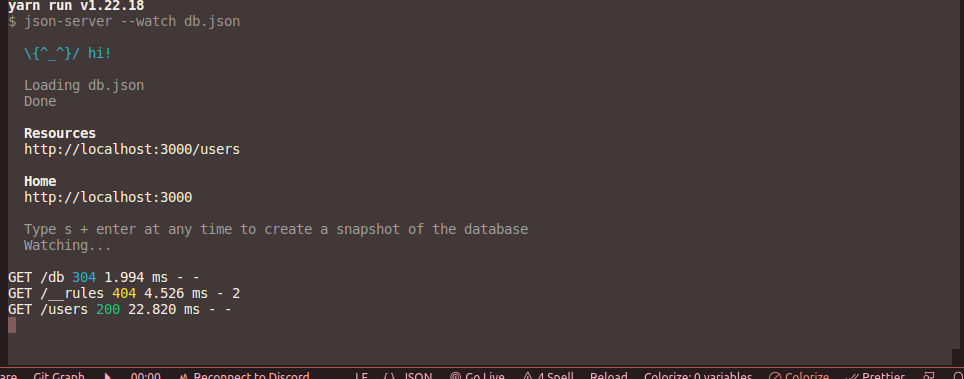 yarn run v1.22.18
$ json-server --watch db.json
\{^_^}/ hi!
Loading db.json
Done
Resources
http://localhost:3000/users
Home
http://localhost:3000
Type s + enter at any time to create a snapshot of the database
Watching...
GET /db 304 1.994 ms - -
GET /__rules 404 4.526 ms - 2
GET /users 200 22.820 ms - -
are Git Graph 00:00 Reconnect to Discord LF {} JSON Go Live 4 Spell Reload Colorize: 0 variables Colorize Prettier